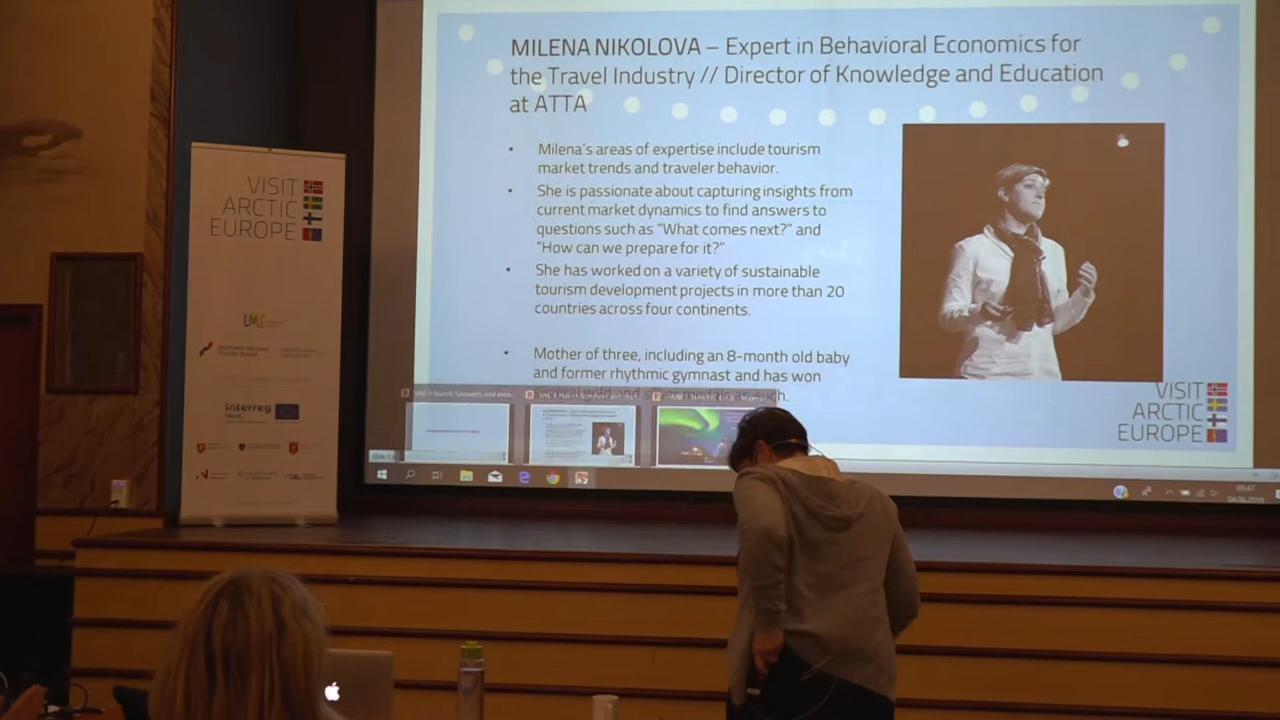 MILENA NIKOLOVA – Expert in Behavioral Economics for
the Travel Industry // Director of Knowledge and Education
at ATTA
• Milena's areas of expertise include tourism
market trends and traveler behavior.
• She is passionate about capturing insights from
current market dynamics to find answers to
questions such as "What comes next?" and
"How can we prepare for it?"
• She has worked on a variety of sustainable
tourism development projects in more than 20
countries across four continents.
• Mother of three, including an 8-month old baby
and former rhythmic gymnast and has won
VISIT
ARCTIC
EUROPE
VISIT
ARCTIC
EUROPE
interreg
09:47
04.06.2019